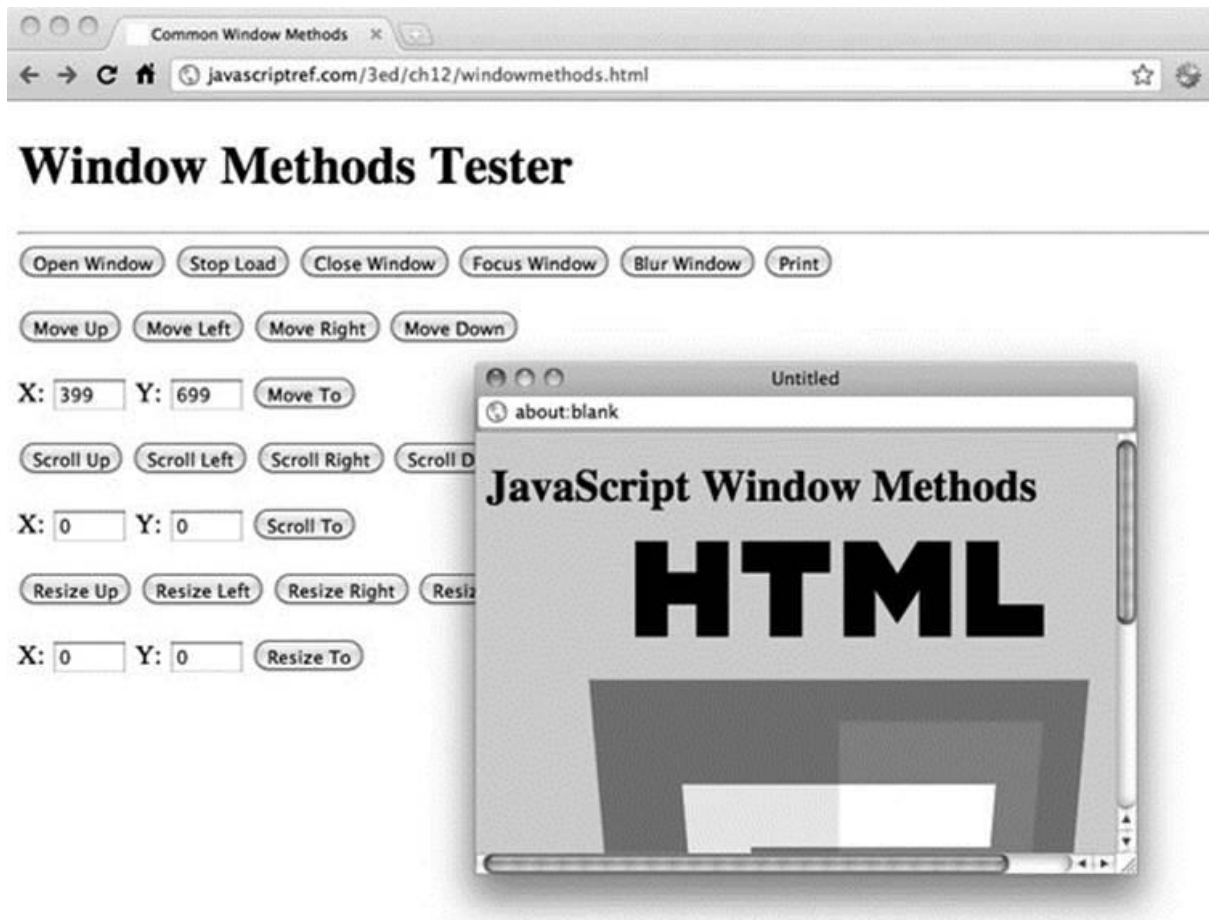 Common Window Methods
javascriptref.com/3ed/ch12/windowmethods.html
Window Methods Tester
Open Window Stop Load Close Window Focus Window Blur Window Print
Move Up Move Left Move Right Move Down
X: 399 Y: 699 Move To
Scroll Up Scroll Left Scroll Right Scroll D
X: 0 Y: 0 Scroll To
Resize Up Resize Left Resize Right Resiz
X: 0 Y: 0 Resize To
Untitled
about:blank
JavaScript Window Methods
HTML